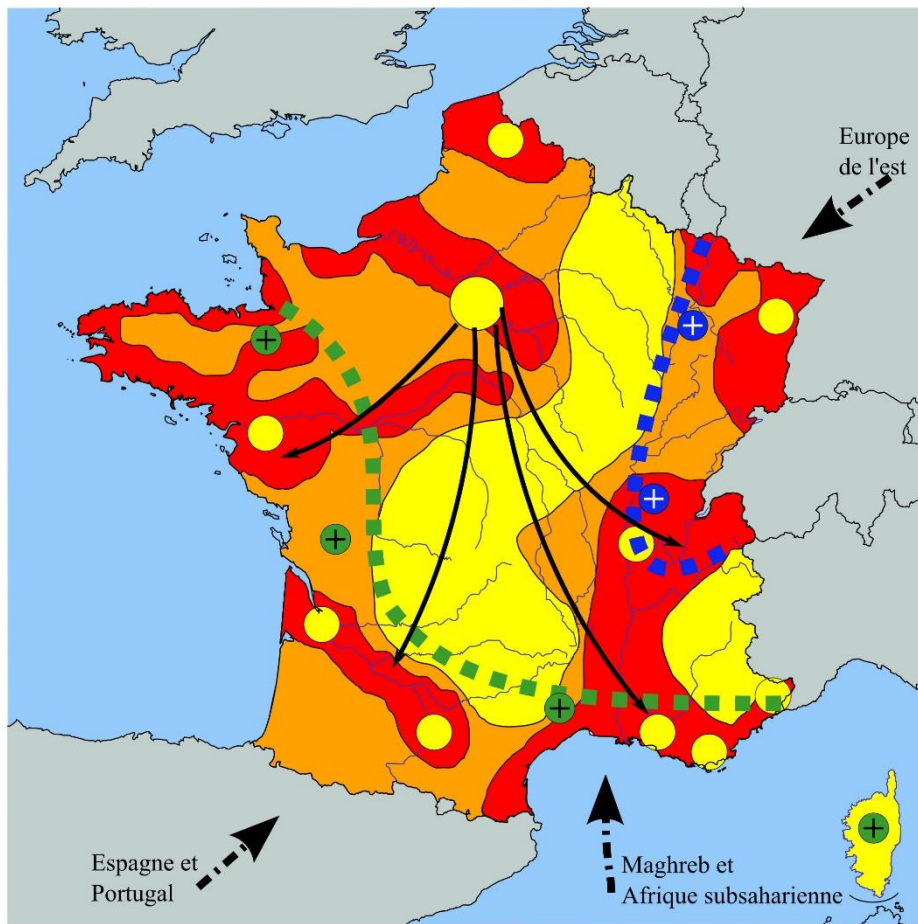 Europe
de l'est
Espagne et
Portugal
Maghreb et
Afrique subsaharienne